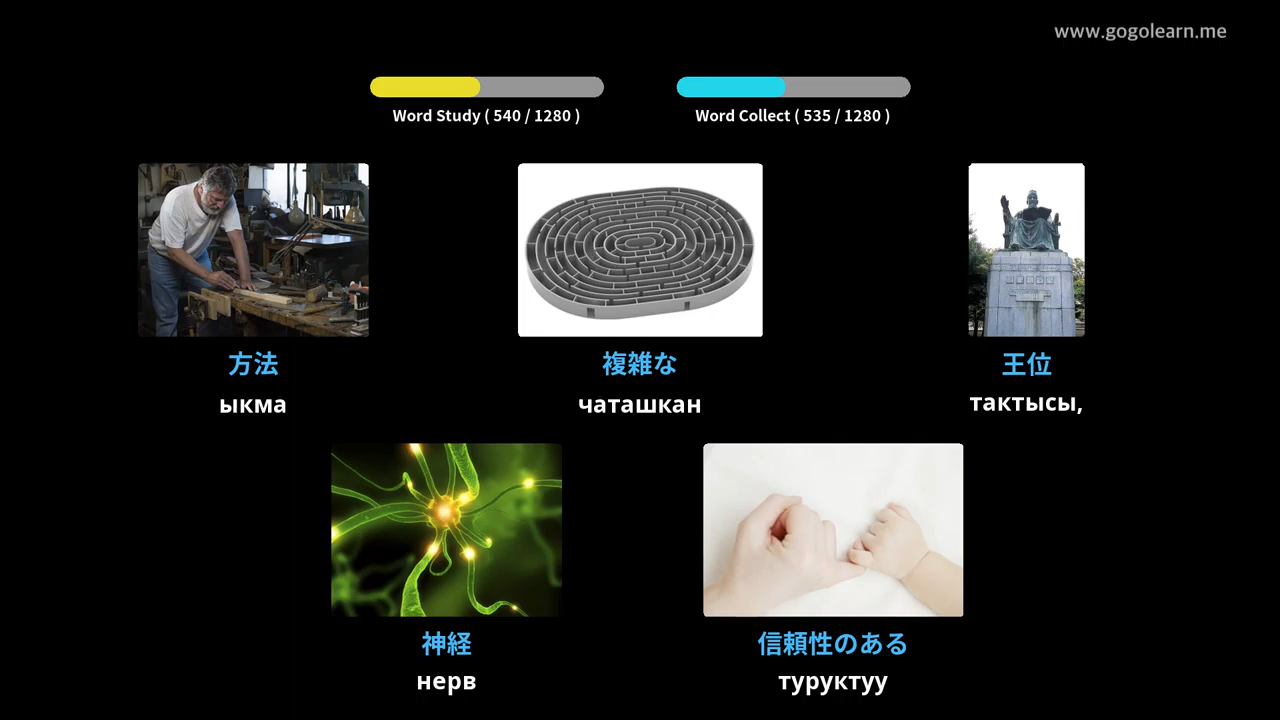 www.gogolearn.me
Word Study ( 540 / 1280 )
Word Collect ( 535 / 1280 )
方法
ыкма
複雑な
чаташкан
王位
тактысы,
神経
нерв
信頼性のある
туруктуу